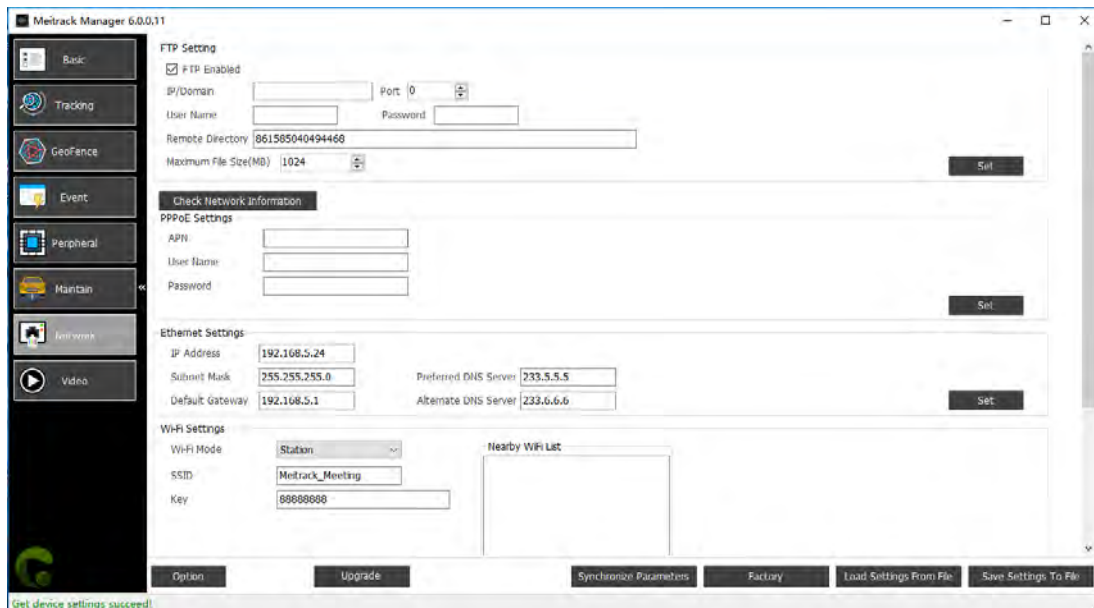 Meitrack Manager 6.0.0.11
Basic
Tracking
GeoFence
Event
Peripheral
Maintain
«
Network
Video
FTP Setting
FTP Enabled
IP/Domain Port 0
User Name Password
Remote Directory 861585040494468
Maximum File Size(MB) 1024
Set
Check Network Information
PPPoE Settings
APN
User Name
Password
Set
Ethernet Settings
IP Address 192.168.5.24
Subnet Mask 255.255.255.0 Preferred DNS Server 233.5.5.5
Default Gateway 192.168.5.1 Alternate DNS Server 233.6.6.6
Set
Wi-Fi Settings
Wi-Fi Mode Station Nearby WiFi List
SSID Meitrack_Meeting
Key 88888888
Option Upgrade Synchronize Parameters Factory Load Settings From File Save Settings To File
Get device settings succeed!